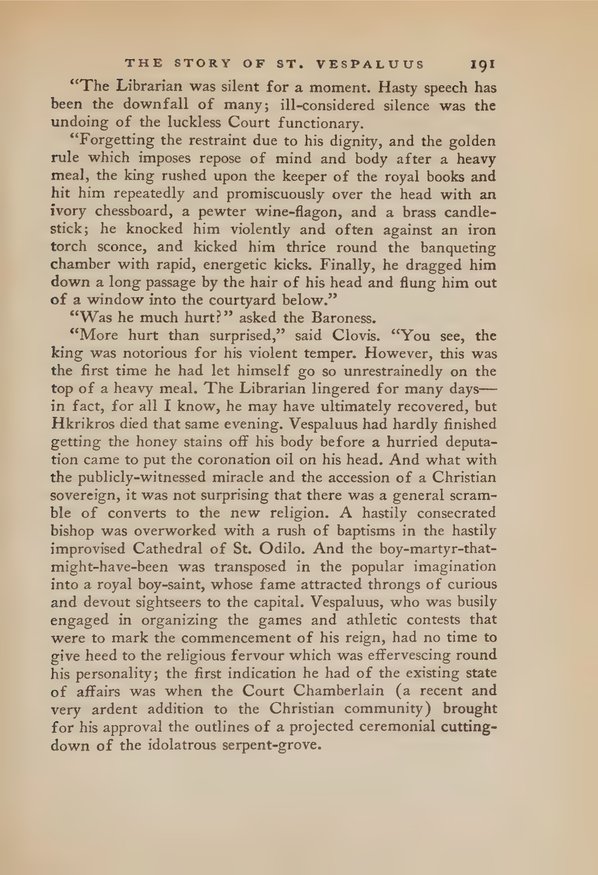 THE STORY OF ST. VESPALUUS 191
“The Librarian was silent for a moment. Hasty speech has
been the downfall of many; ill-considered silence was the
undoing of the luckless Court functionary.
“Forgetting the restraint due to his dignity, and the golden
rule which imposes repose of mind and body after a heavy
meal, the king rushed upon the keeper of the royal books and
hit him repeatedly and promiscuously over the head with an
ivory chessboard, a pewter wine-flagon, and a brass candle-
stick; he knocked him violently and often against an iron
torch sconce, and kicked him thrice round the banqueting
chamber with rapid, energetic kicks. Finally, he dragged him
down a long passage by the hair of his head and flung him out
of a window into the courtyard below.”
“Was he much hurt?” asked the Baroness.
“More hurt than surprised,” said Clovis. “You see, the
king was notorious for his violent temper. However, this was
the first time he had let himself go so unrestrainedly on the
top of a heavy meal. The Librarian lingered for many days—
in fact, for all I know, he may have ultimately recovered, but
Hkrikros died that same evening. Vespaluus had hardly finished
getting the honey stains off his body before a hurried deputa-
tion came to put the coronation oil on his head. And what with
the publicly-witnessed miracle and the accession of a Christian
sovereign, it was not surprising that there was a general scram-
ble of converts to the new religion. A hastily consecrated
bishop was overworked with a rush of baptisms in the hastily
improvised Cathedral of St. Odilo. And the boy-martyr-that-
might-have-been was transposed in the popular imagination
into a royal boy-saint, whose fame attracted throngs of curious
and devout sightseers to the capital. Vespaluus, who was busily
engaged in organizing the games and athletic contests that
were to mark the commencement of his reign, had no time to
give heed to the religious fervour which was effervescing round
his personality; the first indication he had of the existing state
of affairs was when the Court Chamberlain (a recent and
very ardent addition to the Christian community) brought
for his approval the outlines of a projected ceremonial cutting-
down of the idolatrous serpent-grove.